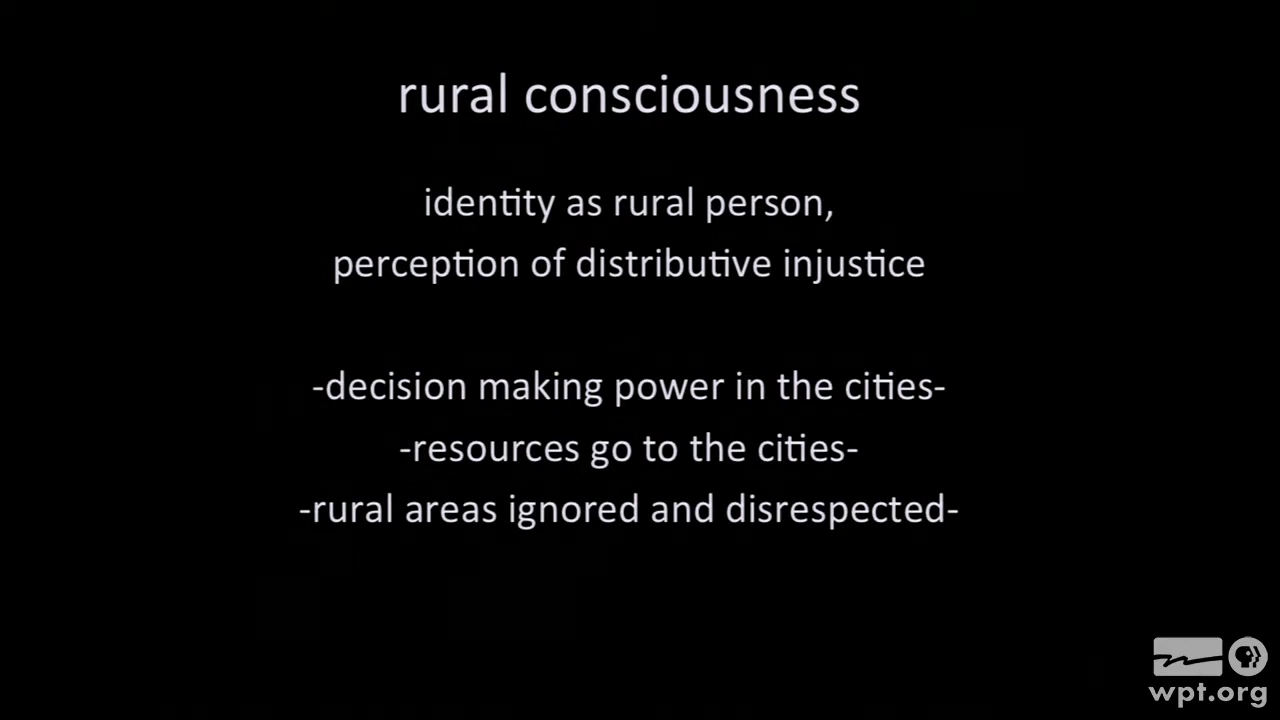 rural consciousness
identity as rural person,
perception of distributive injustice
-decision making power in the cities-
-resources go to the cities-
-rural areas ignored and disrespected-
wpt.org